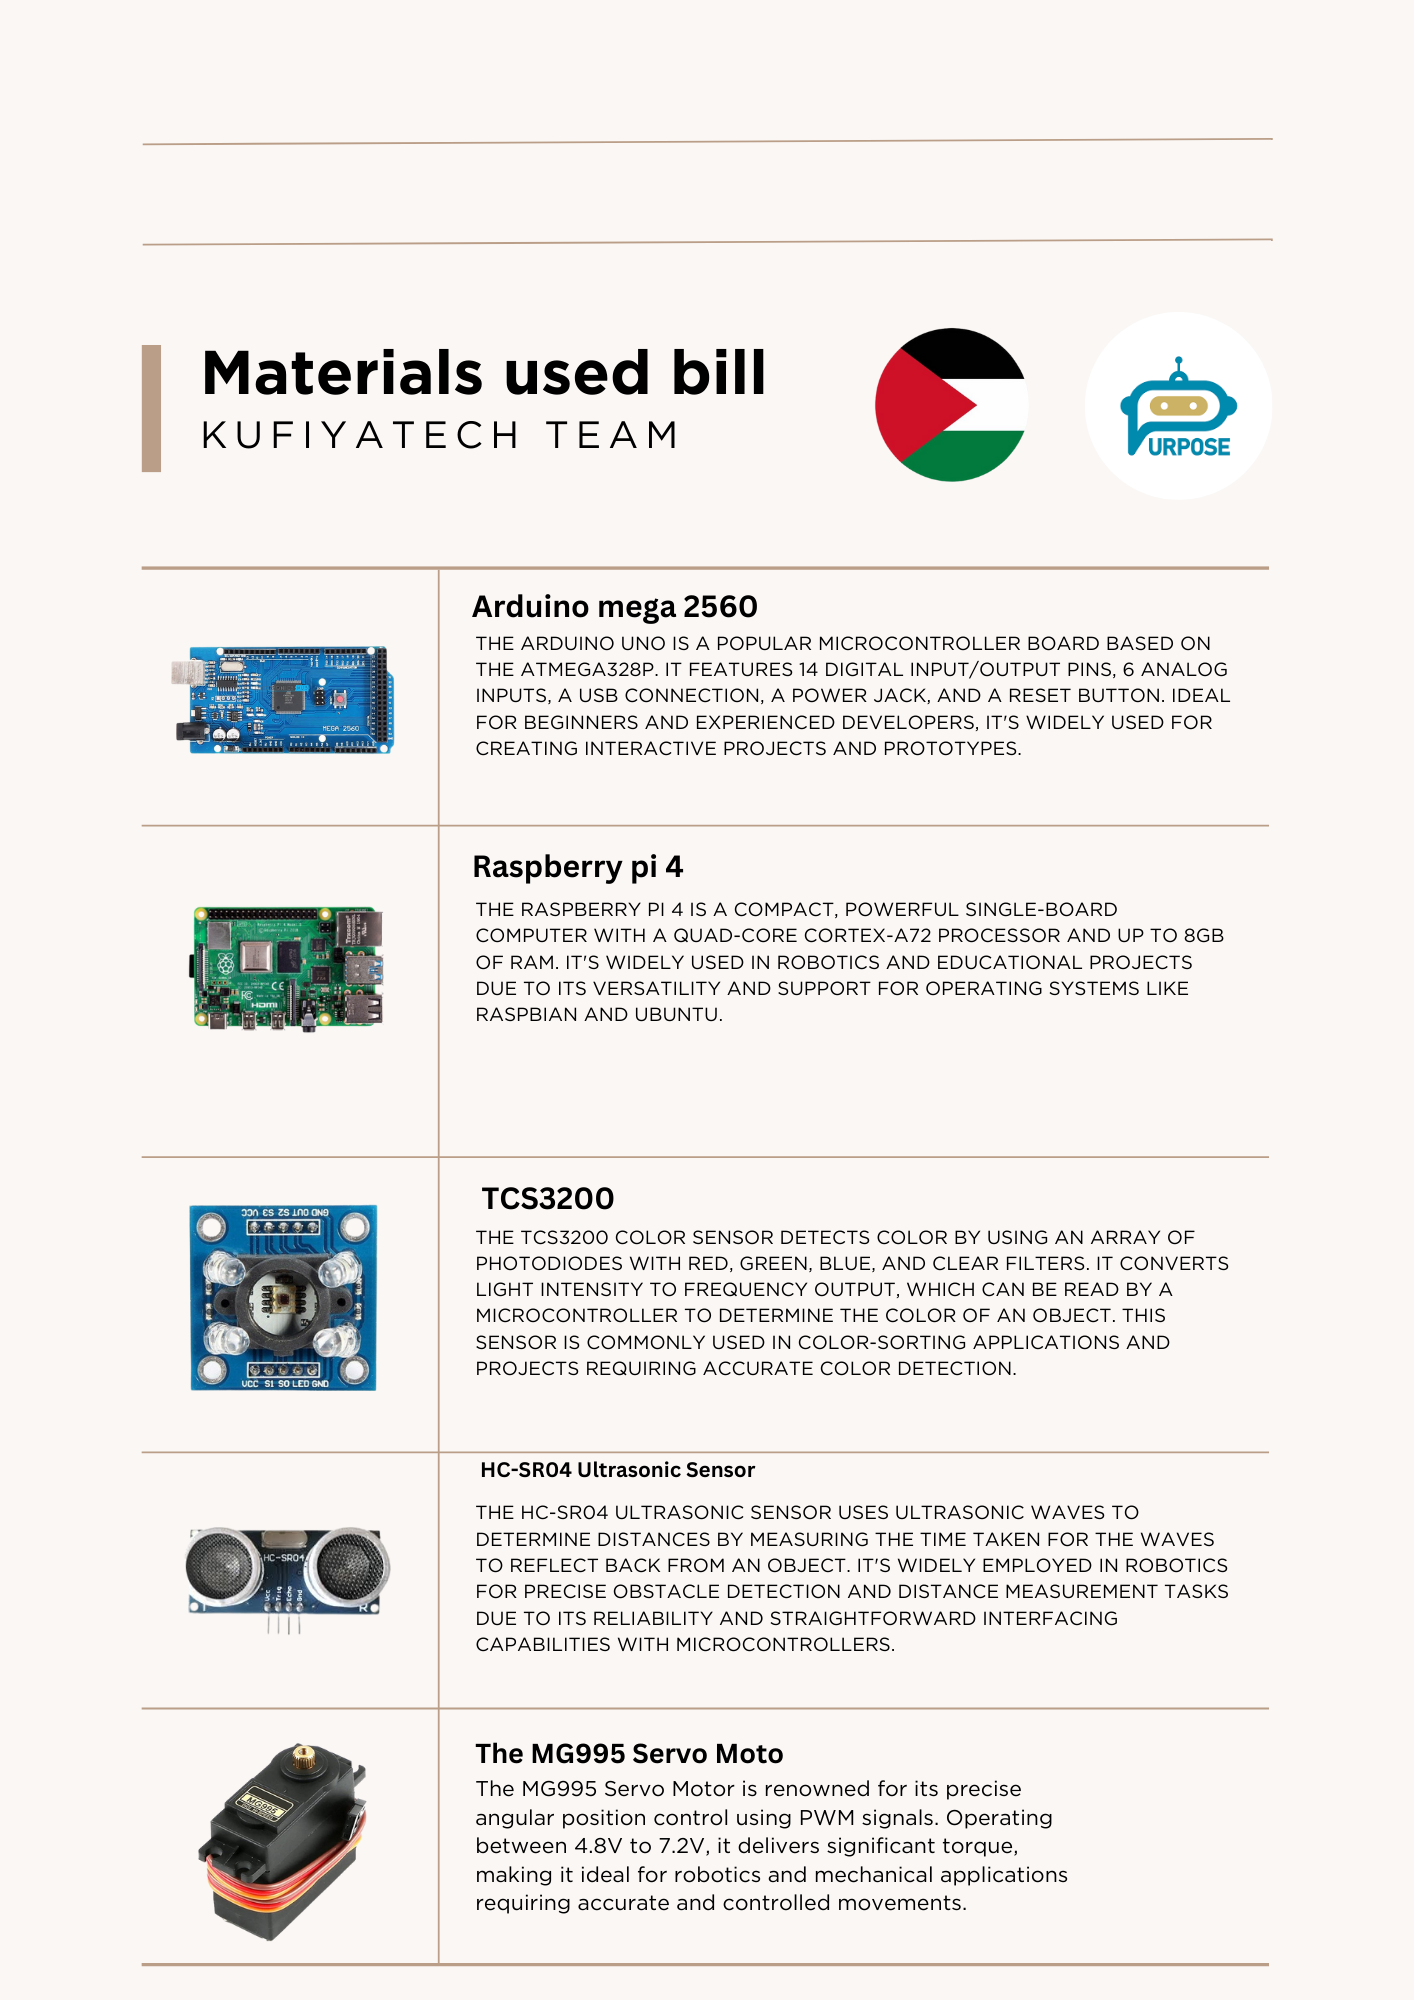 Materials used bill
KUFIYATECH TEAM
URPOSE
Arduino mega 2560
THE ARDUINO UNO IS A POPULAR MICROCONTROLLER BOARD BASED ON
THE ATMEGA328P. IT FEATURES 14 DIGITAL INPUT/OUTPUT PINS, 6 ANALOG
INPUTS, A USB CONNECTION, A POWER JACK, AND A RESET BUTTON. IDEAL
FOR BEGINNERS AND EXPERIENCED DEVELOPERS, IT'S WIDELY USED FOR
CREATING INTERACTIVE PROJECTS AND PROTOTYPES.
MEGA 2560
Raspberry pi 4
THE RASPBERRY PI 4 IS A COMPACT, POWERFUL SINGLE-BOARD
COMPUTER WITH A QUAD-CORE CORTEX-A72 PROCESSOR AND UP TO 8GB
OF RAM. IT'S WIDELY USED IN ROBOTICS AND EDUCATIONAL PROJECTS
DUE TO ITS VERSATILITY AND SUPPORT FOR OPERATING SYSTEMS LIKE
RASPBIAN AND UBUNTU.
HDMI
TCS3200
THE TCS3200 COLOR SENSOR DETECTS COLOR BY USING AN ARRAY OF
PHOTODIODES WITH RED, GREEN, BLUE, AND CLEAR FILTERS. IT CONVERTS
LIGHT INTENSITY TO FREQUENCY OUTPUT, WHICH CAN BE READ BY A
MICROCONTROLLER TO DETERMINE THE COLOR OF AN OBJECT. THIS
SENSOR IS COMMONLY USED IN COLOR-SORTING APPLICATIONS AND
PROJECTS REQUIRING ACCURATE COLOR DETECTION.
GND OUT S2 S3 VCC
VCC S1 S0 LED GND
HC-SR04 Ultrasonic Sensor
THE HC-SR04 ULTRASONIC SENSOR USES ULTRASONIC WAVES TO
DETERMINE DISTANCES BY MEASURING THE TIME TAKEN FOR THE WAVES
TO REFLECT BACK FROM AN OBJECT. IT'S WIDELY EMPLOYED IN ROBOTICS
FOR PRECISE OBSTACLE DETECTION AND DISTANCE MEASUREMENT TASKS
DUE TO ITS RELIABILITY AND STRAIGHTFORWARD INTERFACING
CAPABILITIES WITH MICROCONTROLLERS.
HC-SR04
Vcc
Trig
Echo
Gnd
T
R
The MG995 Servo Moto
The MG995 Servo Motor is renowned for its precise
angular position control using PWM signals. Operating
between 4.8V to 7.2V, it delivers significant torque,
making it ideal for robotics and mechanical applications
requiring accurate and controlled movements.
MG995